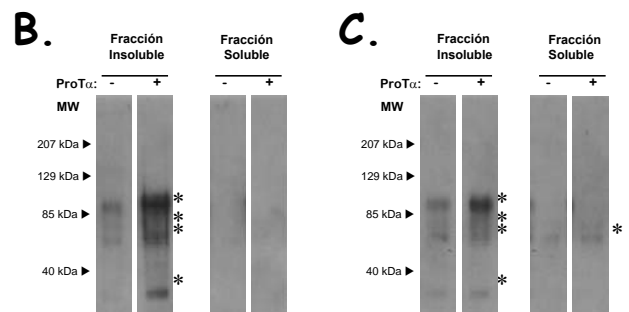 B.
Fracción
Insoluble
Fracción
Soluble
ProTα: - + - +
MW
207 kDa ▶
129 kDa ▶
85 kDa ▶
40 kDa ▶
*
*
*
*
C.
Fracción
Insoluble
Fracción
Soluble
ProTα: - + - +
MW
207 kDa ▶
129 kDa ▶
85 kDa ▶
40 kDa ▶
*
*
*
*
*